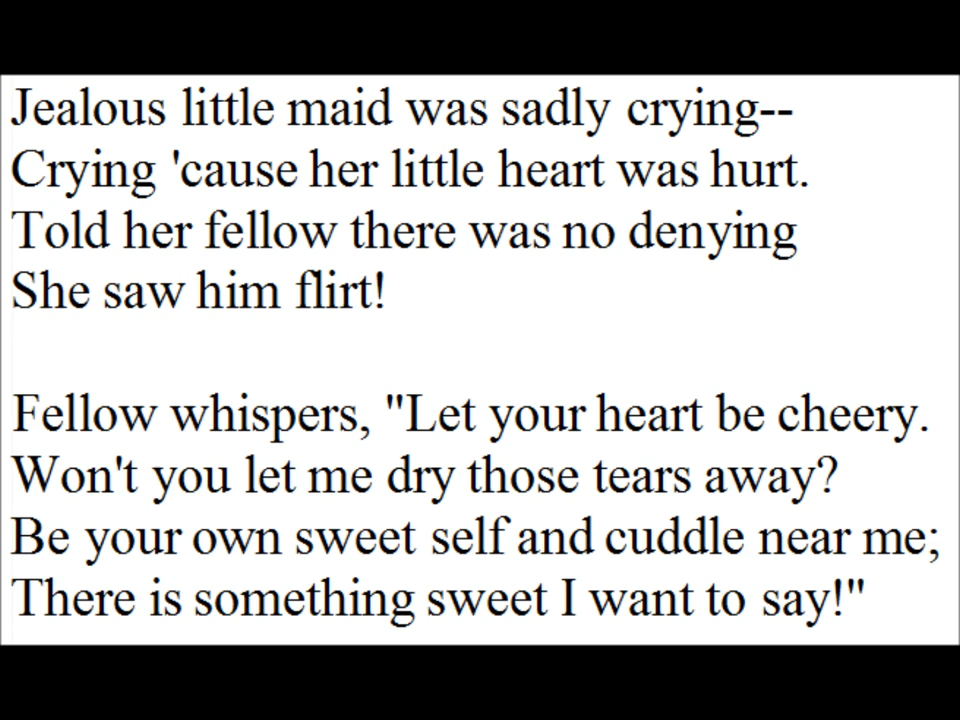 Jealous little maid was sadly crying--
Crying 'cause her little heart was hurt.
Told her fellow there was no denying
She saw him flirt!
Fellow whispers, "Let your heart be cheery.
Won't you let me dry those tears away?
Be your own sweet self and cuddle near me;
There is something sweet I want to say!"